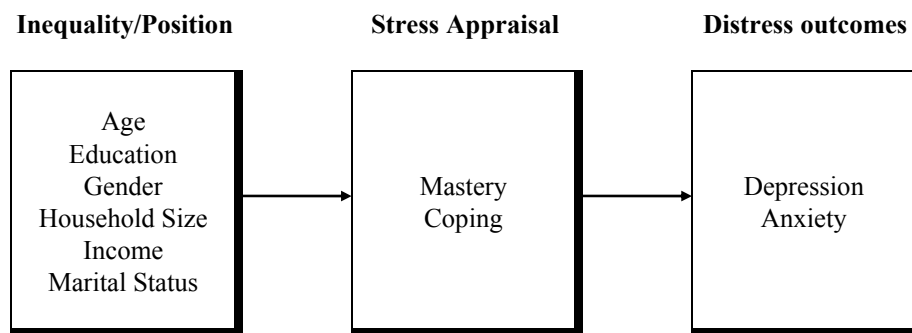 Inequality/Position
Stress Appraisal
Distress outcomes
Age
Education
Gender
Household Size
Income
Marital Status
Mastery
Coping
Depression
Anxiety